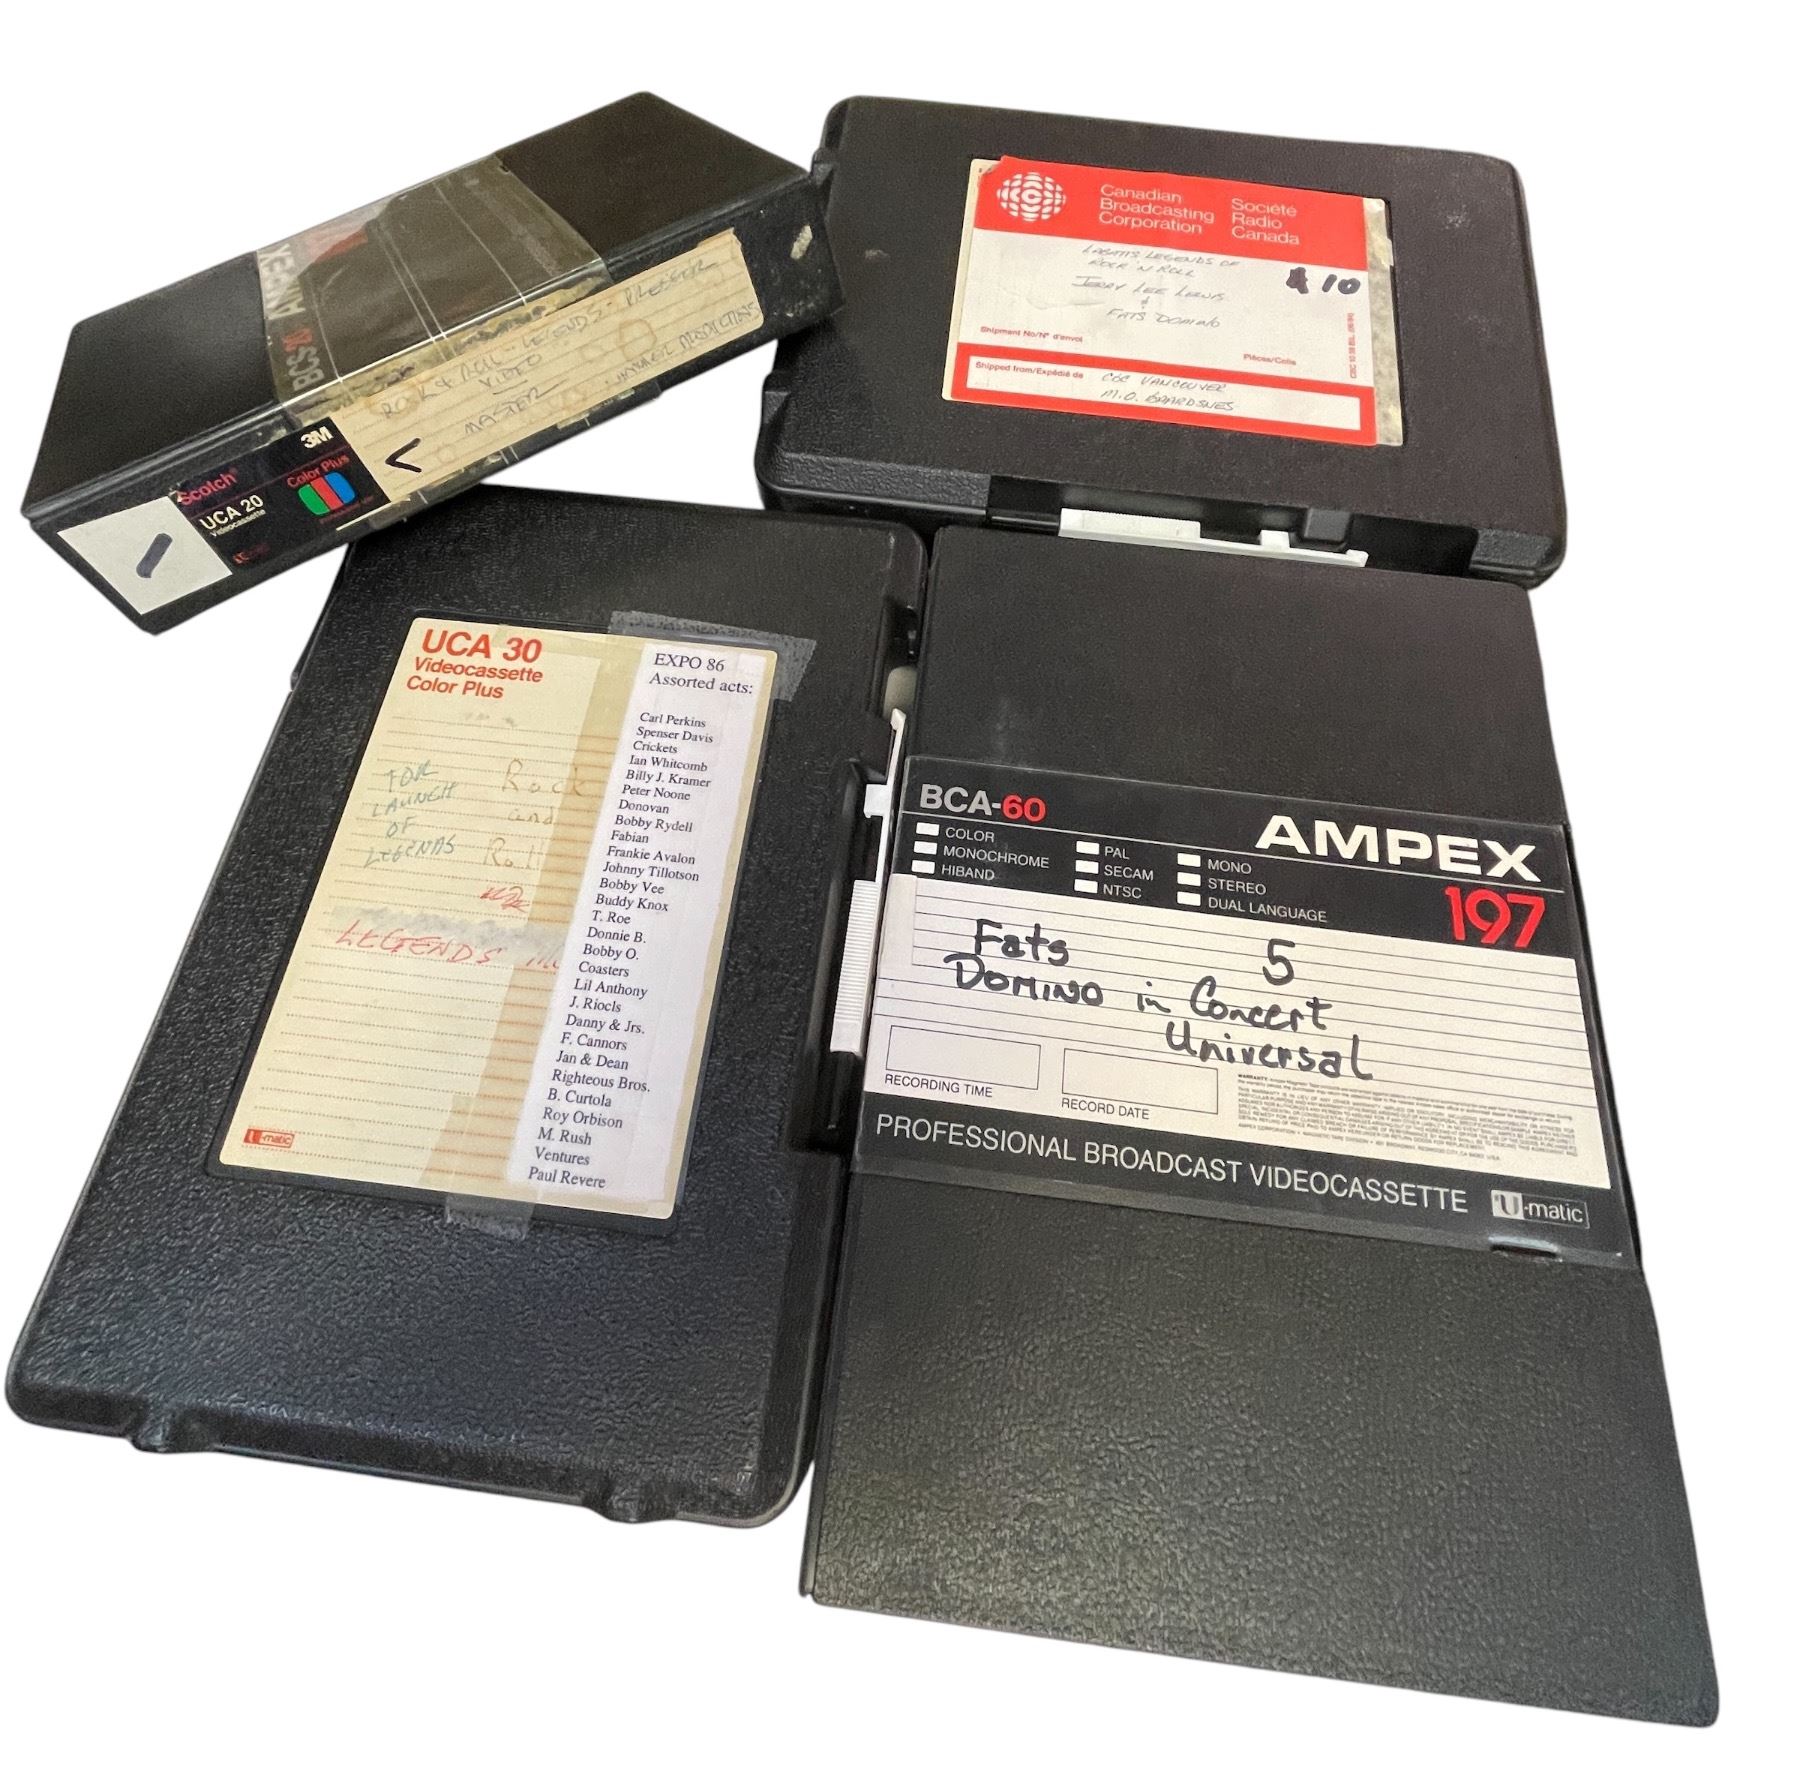 AMPEX
BCS
ROCK & ROLL - LEGENDS -
VIDEO
MASTER
3M
Scotch
Color Plus
UCA 20
Videocassette
Canadian
Broadcasting
Corporation
Société
Radio
Canada
LABATTS LEGENDS OF
ROCK 'N ROLL
JERRY LEE LEWIS
&
FATS DOMINO
10
Shipment No/N° d'envoi
Pièces/Colis
Shipped from/Expédié de
CBC VANCOUVER
M.O.
UCA 30
Videocassette
Color Plus
FOR
LAUNCH
OF
LEGENDS
Rock
and
Roll
LEGENDS
U-matic
EXPO 86
Assorted acts:
Carl Perkins
Spenser Davis
Crickets
Ian Whitcomb
Billy J. Kramer
Peter Noone
Donovan
Bobby Rydell
Fabian
Frankie Avalon
Johnny Tillotson
Bobby Vee
Buddy Knox
T. Roe
Donnie B.
Bobby O.
Coasters
Lil Anthony
J. Riocls
Danny & Jrs.
F. Cannors
Jan & Dean
Righteous Bros.
B. Curtola
Roy Orbison
M. Rush
Ventures
Paul Revere
BCA-60
COLOR
MONOCHROME
HIBAND
PAL
SECAM
NTSC
MONO
STEREO
DUAL LANGUAGE
AMPEX
197
Fats 5
DOMINO in Concert
Universal
RECORDING TIME
RECORD DATE
PROFESSIONAL BROADCAST VIDEOCASSETTE
U-matic